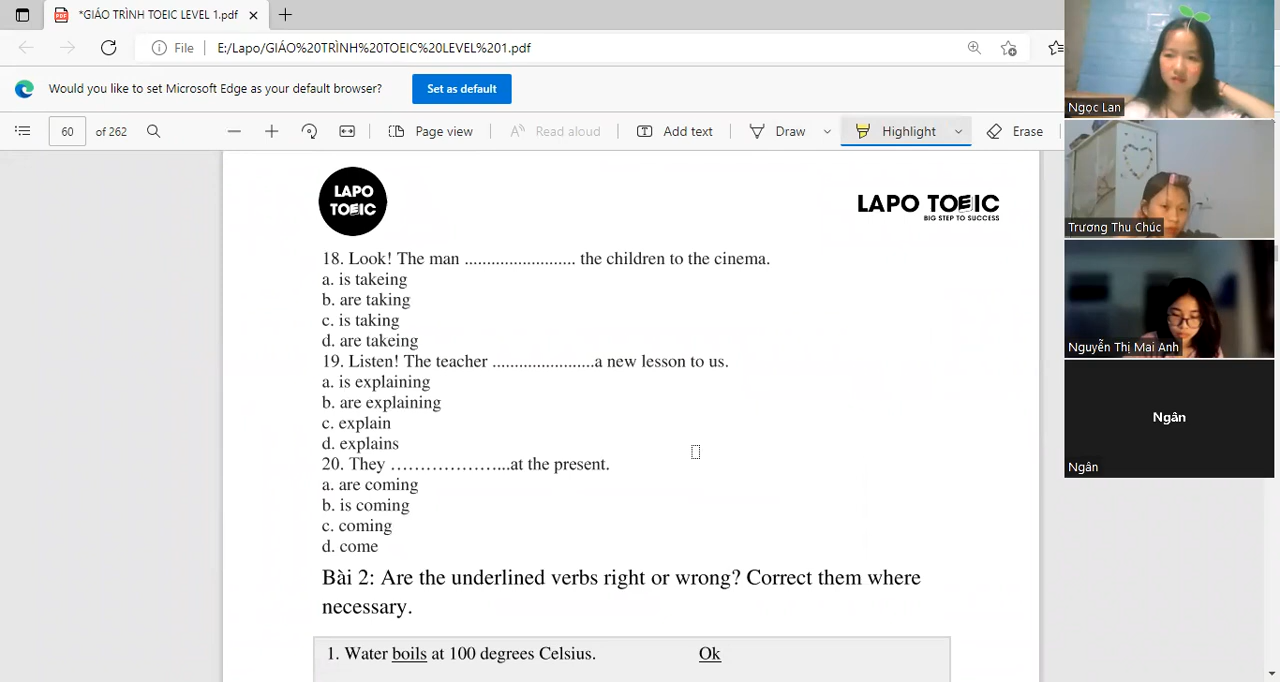 *GIÁO TRÌNH TOEIC LEVEL 1.pdf
File
E:/Lapo/GIÁO%20TRÌNH%20TOEIC%20LEVEL%201.pdf
Would you like to set Microsoft Edge as your default browser?
Set as default
60 of 262
Page view
Read aloud
Add text
Draw
Highlight
Erase
LAPO
TOEIC
LAPO TOEIC
BIG STEP TO SUCCESS
18. Look! The man ........................ the children to the cinema.
a. is takeing
b. are taking
c. is taking
d. are takeing
19. Listen! The teacher ......................a new lesson to us.
a. is explaining
b. are explaining
c. explain
d. explains
20. They …………………...at the present.
a. are coming
b. is coming
c. coming
d. come
Bài 2: Are the underlined verbs right or wrong? Correct them where
necessary.
1. Water boils at 100 degrees Celsius. Ok
Ngọc Lan
Trương Thu Chúc
Nguyễn Thị Mai Anh
Ngân
Ngân